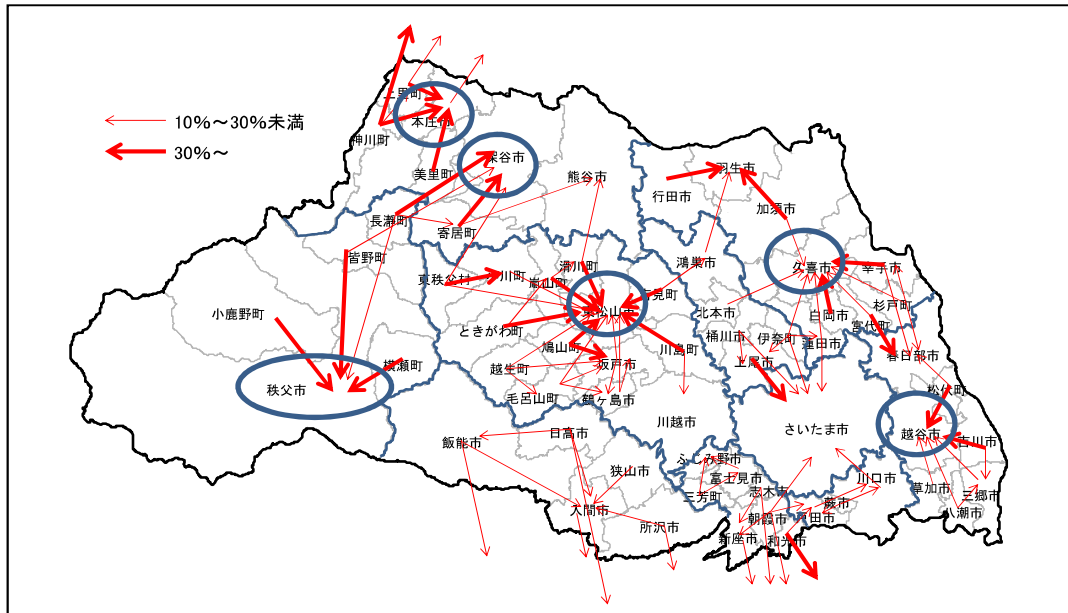 10%～30%未満
30%～
上里町
本庄市
神川町
美里町
深谷市
熊谷市
長瀬町
寄居町
皆野町
小鹿野町
横瀬町
秩父市
東秩父村
小川町
嵐山町
滑川町
東松山市
吉見町
ときがわ町
鳩山町
川島町
越生町
坂戸市
毛呂山町
鶴ヶ島市
川越市
羽生市
行田市
加須市
鴻巣市
久喜市
幸手市
北本市
白岡市
杉戸町
宮代町
桶川市
伊奈町
蓮田市
上尾市
春日部市
松伏町
さいたま市
越谷市
吉川市
飯能市
日高市
狭山市
入間市
所沢市
ふじみ野市
富士見市
三芳町
志木市
朝霞市
新座市
和光市
戸田市
蕨市
川口市
草加市
八潮市
三郷市